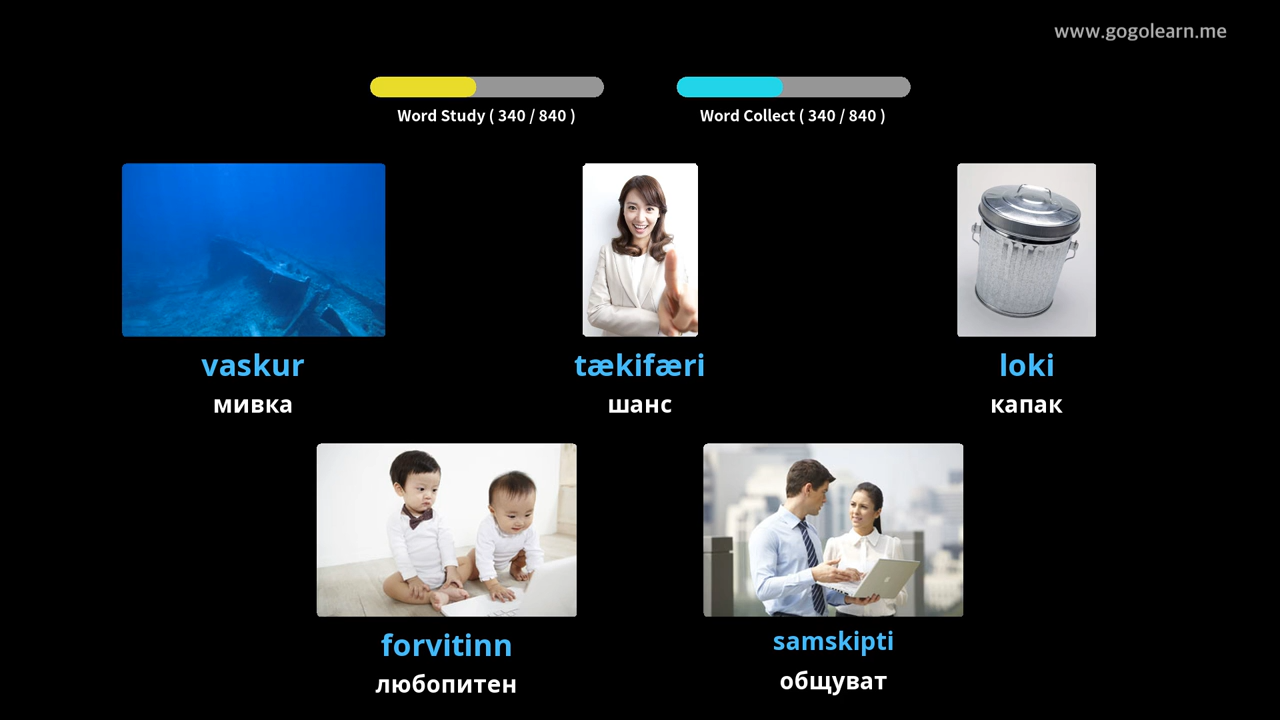 www.gogolearn.me
Word Study ( 340 / 840 )
Word Collect ( 340 / 840 )
vaskur
мивка
tækifæri
шанс
loki
капак
forvitinn
любопитен
samskipti
общуват